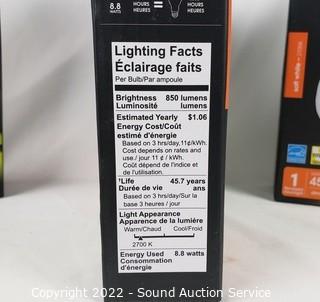 8.8
WATTS
HOURS
HEURES
=
HOURS
HEURES
Lighting Facts
Éclairage faits
Per Bulb/Par ampoule
Brightness 850 lumens
Luminosité lumens
Estimated Yearly $1.06
Energy Cost/Coût
estimé d'énergie
Based on 3 hrs/day,11¢/kWh.
Cost depends on rates and
use / jour 11 ¢ / kWh.
Coût dépend de l'indice et
de l'utilisation.
Life 45.7 years
Durée de vie ans
Based on 3 hrs/day/Sur la
base 3 heures / jour
Light Appearance
Apparence de la lumière
Warm/Chaud Cool/Froid
2700 K
Energy Used 8.8 watts
Consommation
d'énergie
soft white
1
45
Copyright 2022 - Sound Auction Service